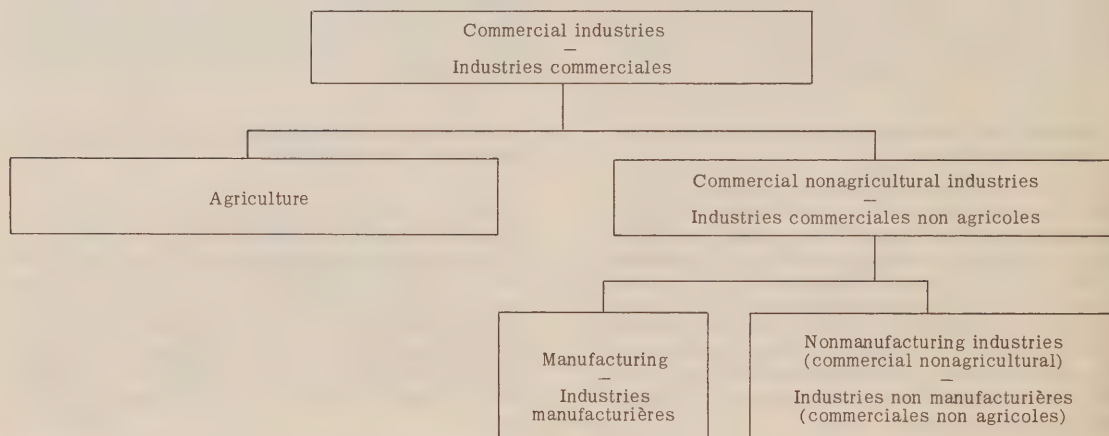 Commercial industries
—
Industries commerciales
Agriculture
Commercial nonagricultural industries
—
Industries commerciales non agricoles
Manufacturing
—
Industries
manufacturières
Nonmanufacturing industries
(commercial nonagricultural)
—
Industries non manufacturières
(commerciales non agricoles)